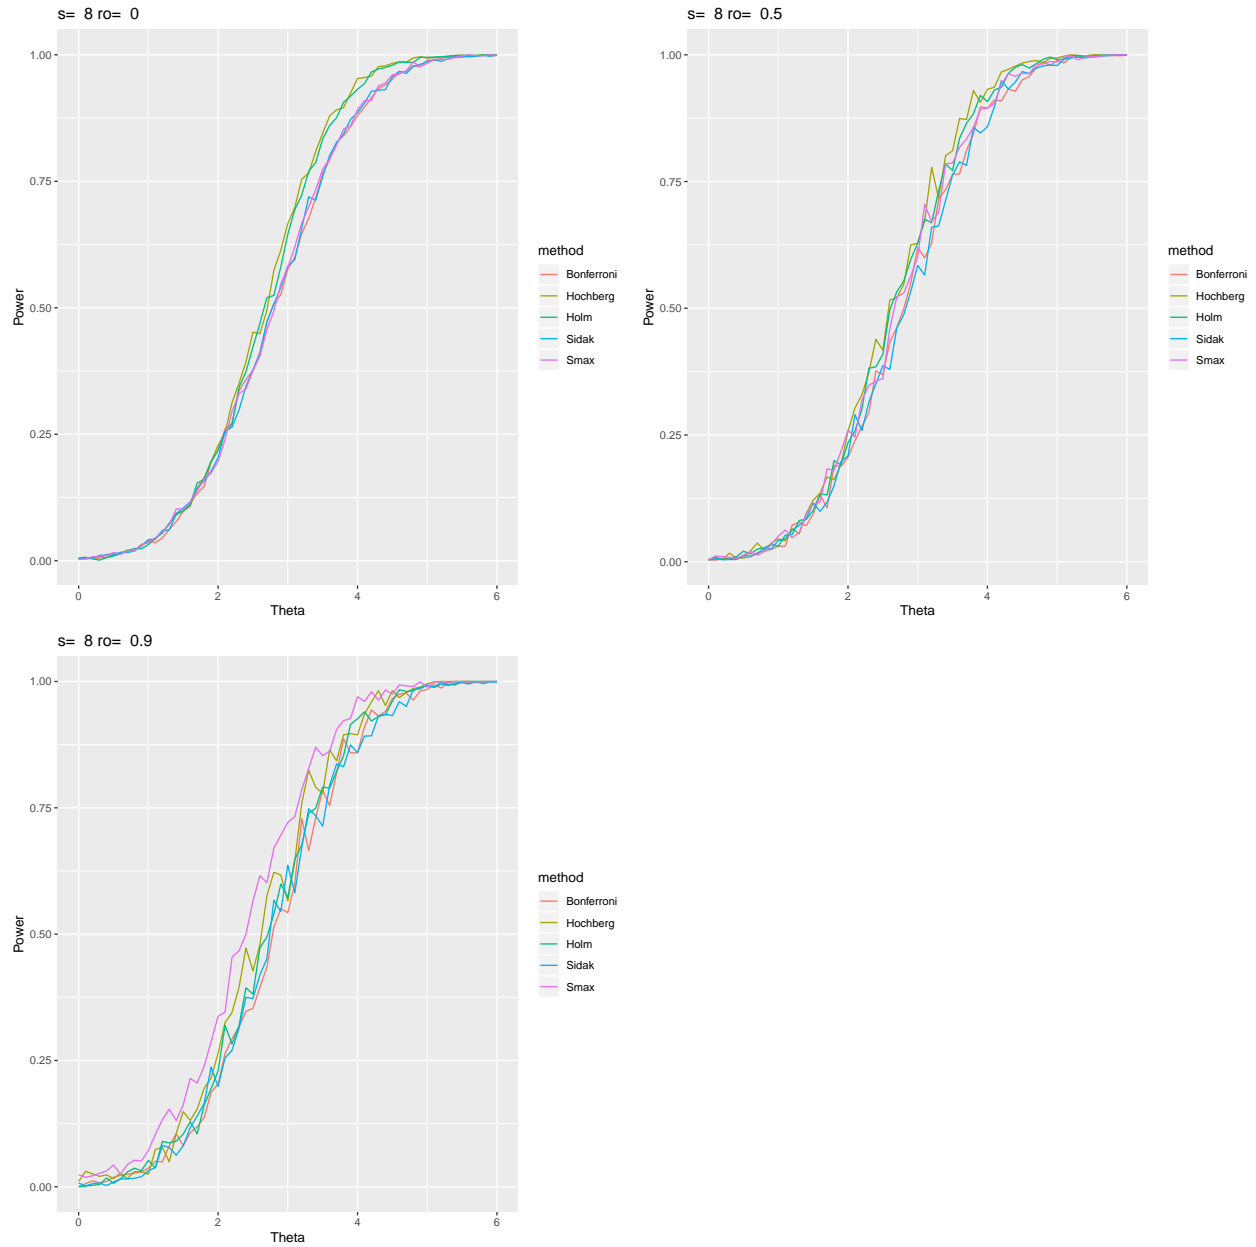 s=  8 ro=  0
1.00
0.75
0.50
0.25
0.00
Power
0 2 4 6
Theta
method
Bonferroni
Hochberg
Holm
Sidak
Smax
s=  8 ro=  0.5
1.00
0.75
0.50
0.25
0.00
Power
0 2 4 6
Theta
method
Bonferroni
Hochberg
Holm
Sidak
Smax
s=  8 ro=  0.9
1.00
0.75
0.50
0.25
0.00
Power
0 2 4 6
Theta
method
Bonferroni
Hochberg
Holm
Sidak
Smax